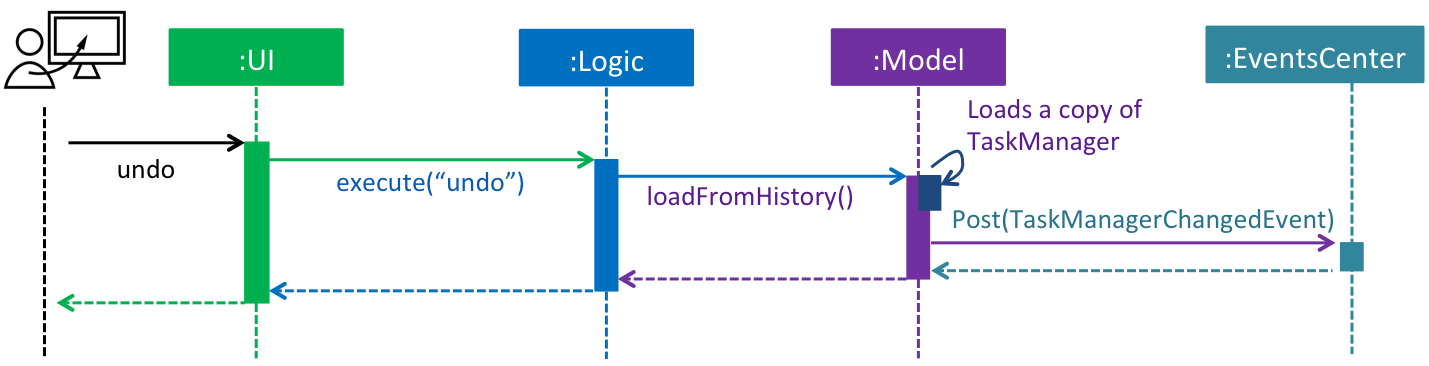 :UI
:Logic
:Model
:EventsCenter
Loads a copy of
TaskManager
undo
execute(“undo”)
loadFromHistory()
Post(TaskManagerChangedEvent)